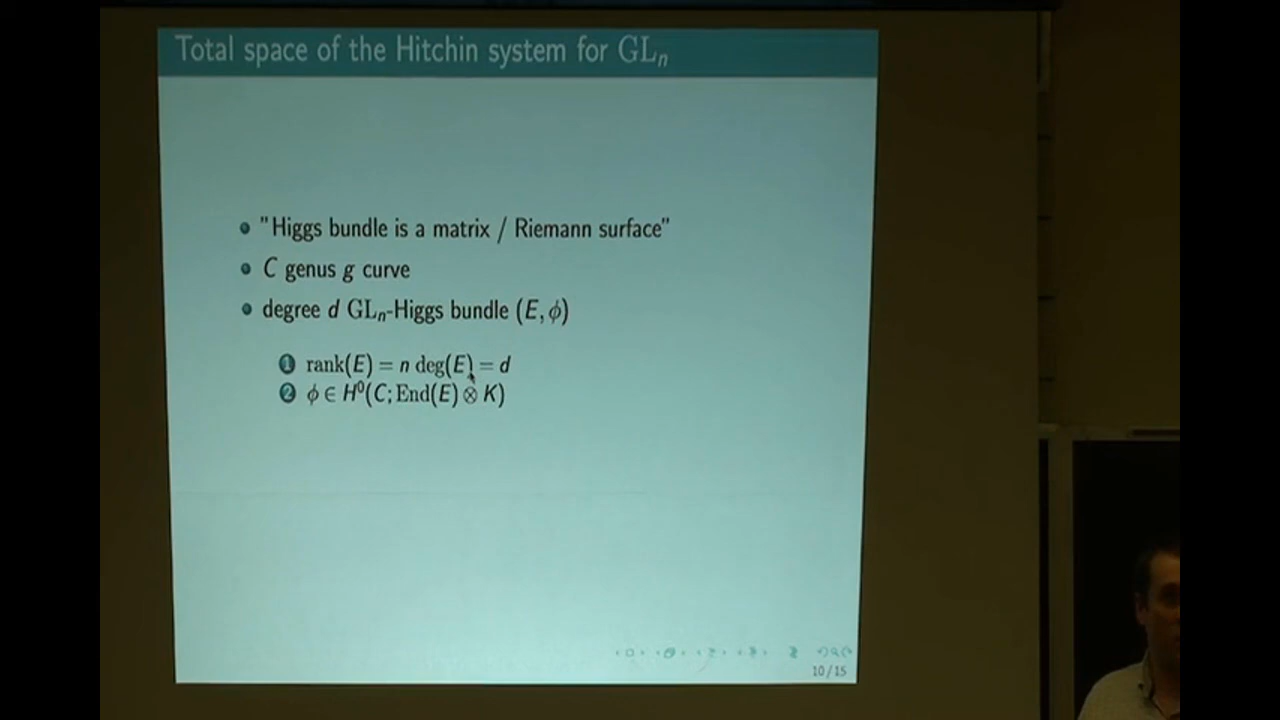 Total space of the Hitchin system for GLₙ
"Higgs bundle is a matrix / Riemann surface"
C genus g curve
degree d GLₙ-Higgs bundle (E, ϕ)
1 rank(E) = n deg(E) = d
2 ϕ ∈ H⁰(C; End(E) ⊗ K)
10/15